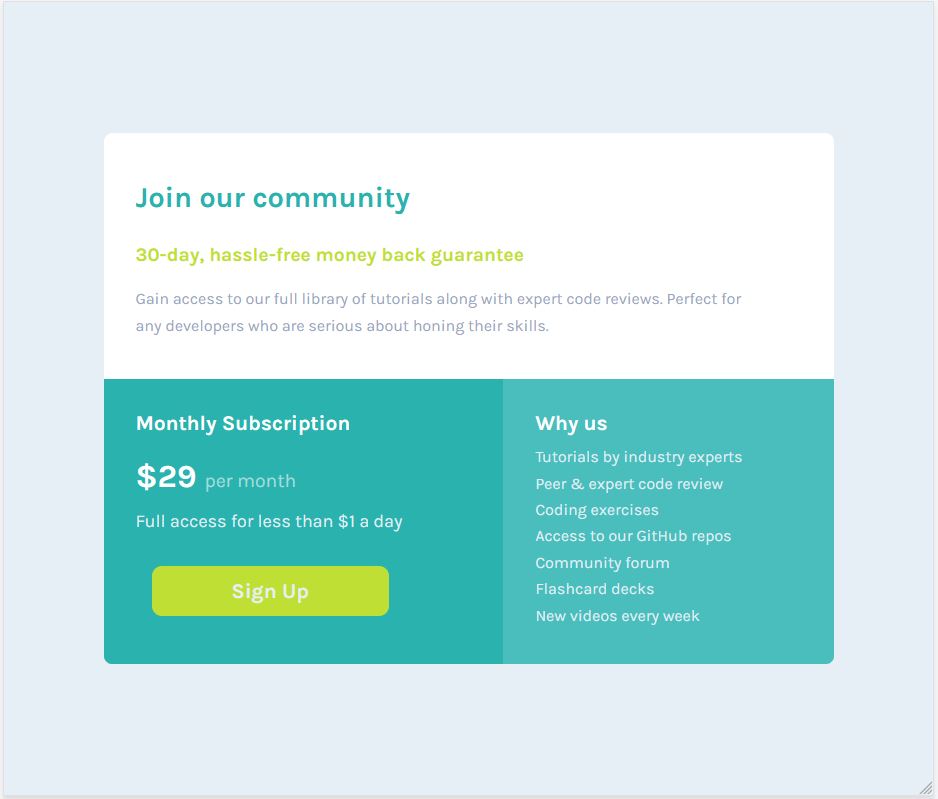 Join our community
30-day, hassle-free money back guarantee
Gain access to our full library of tutorials along with expert code reviews. Perfect for
any developers who are serious about honing their skills.
Monthly Subscription
$29 per month
Full access for less than $1 a day
Sign Up
Why us
Tutorials by industry experts
Peer & expert code review
Coding exercises
Access to our GitHub repos
Community forum
Flashcard decks
New videos every week